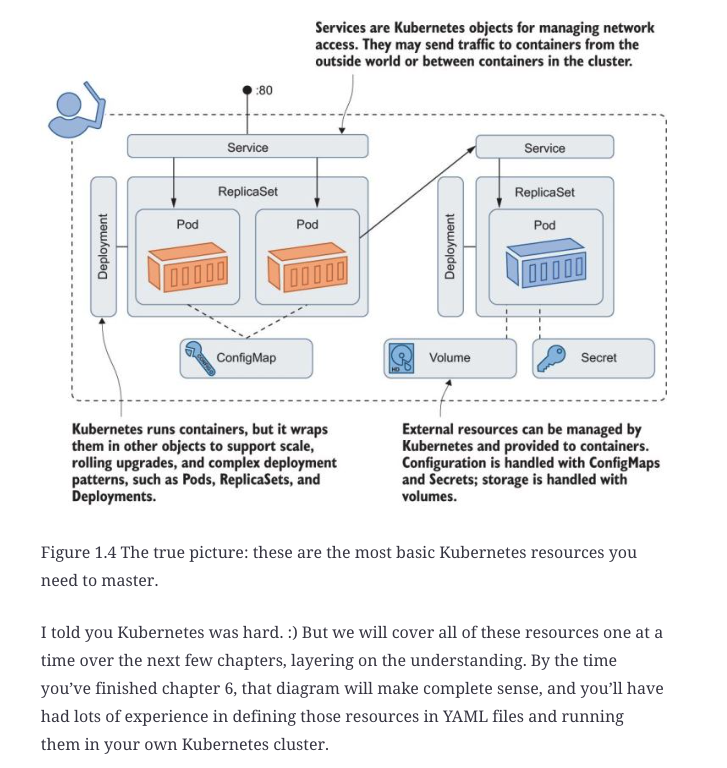 Services are Kubernetes objects for managing network
access. They may send traffic to containers from the
outside world or between containers in the cluster.
:80
Service
Service
ReplicaSet
ReplicaSet
Deployment
Pod
Pod
Deployment
Pod
CONFIG
ConfigMap
HD
Volume
Secret
Kubernetes runs containers, but it wraps
them in other objects to support scale,
rolling upgrades, and complex deployment
patterns, such as Pods, ReplicaSets, and
Deployments.
External resources can be managed by
Kubernetes and provided to containers.
Configuration is handled with ConfigMaps
and Secrets; storage is handled with
volumes.
Figure 1.4 The true picture: these are the most basic Kubernetes resources you
need to master.
I told you Kubernetes was hard. :) But we will cover all of these resources one at a
time over the next few chapters, layering on the understanding. By the time
you’ve finished chapter 6, that diagram will make complete sense, and you’ll have
had lots of experience in defining those resources in YAML files and running
them in your own Kubernetes cluster.